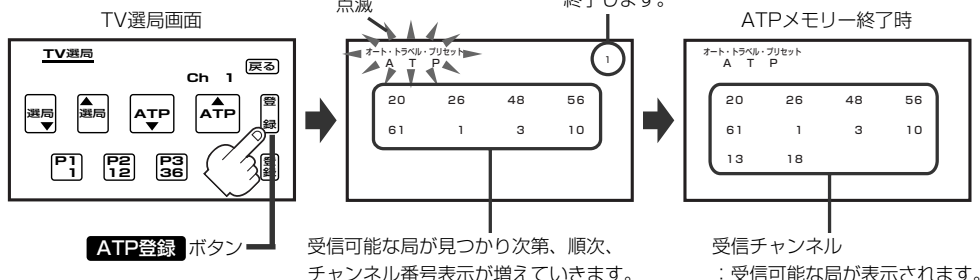 TV選局画面
点滅
終了します。
ATPメモリー終了時
TV選局
Ch 1
戻る
選局
選局
ATP
ATP
登録
P1
1
P2
12
P3
36
登録
ATP登録 ボタン
オート・トラベル・プリセット
A T P
1
20 26 48 56
61 1 3 10
受信可能な局が見つかり次第、順次、
チャンネル番号表示が増えていきます。
オート・トラベル・プリセット
A T P
20 26 48 56
61 1 3 10
13 18
受信チャンネル
：受信可能な局が表示されます。